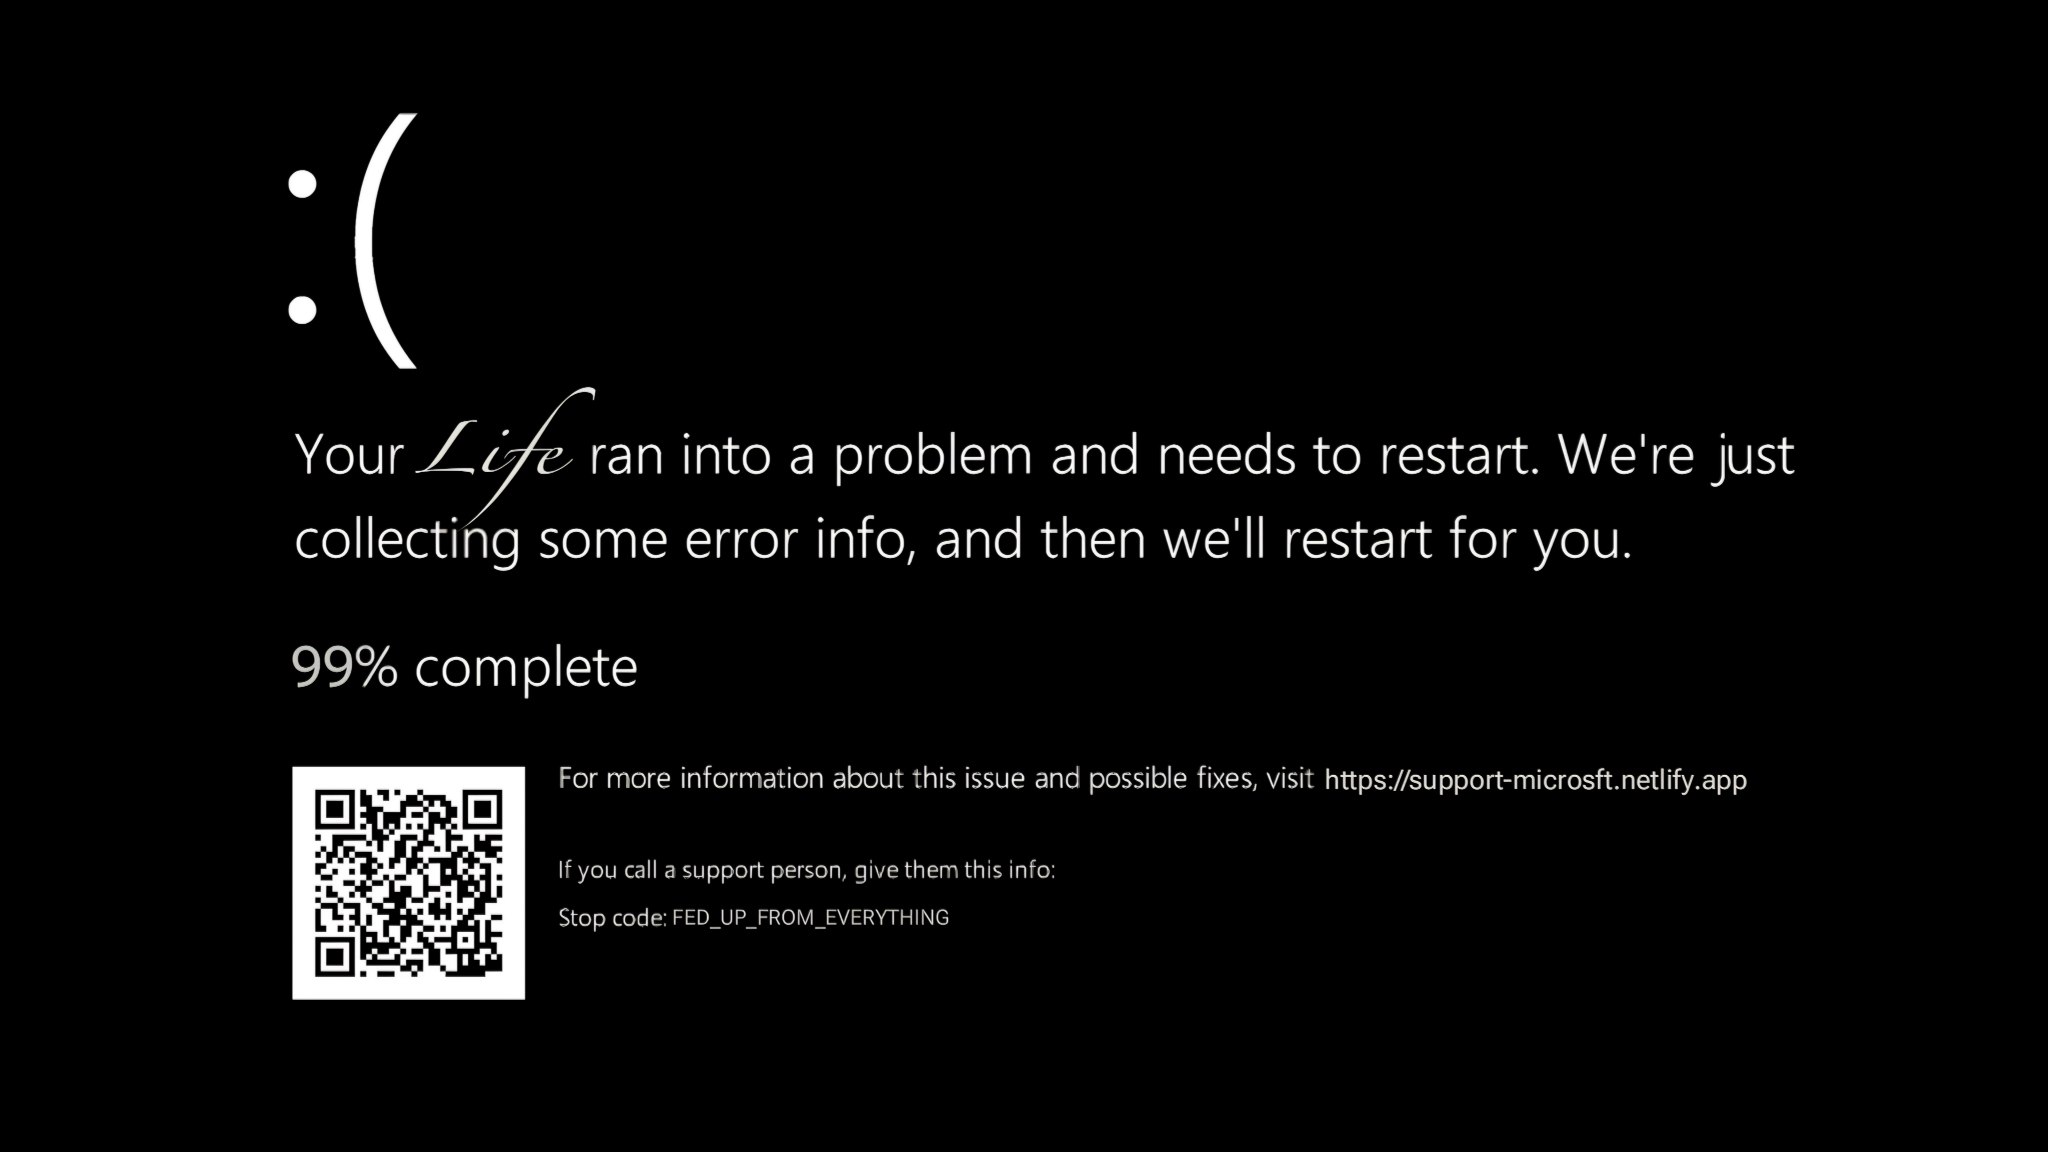 :(
Your Life ran into a problem and needs to restart. We're just
collecting some error info, and then we'll restart for you.
99% complete
For more information about this issue and possible fixes, visit https://support-microsft.netlify.app
If you call a support person, give them this info:
Stop code: FED_UP_FROM_EVERYTHING